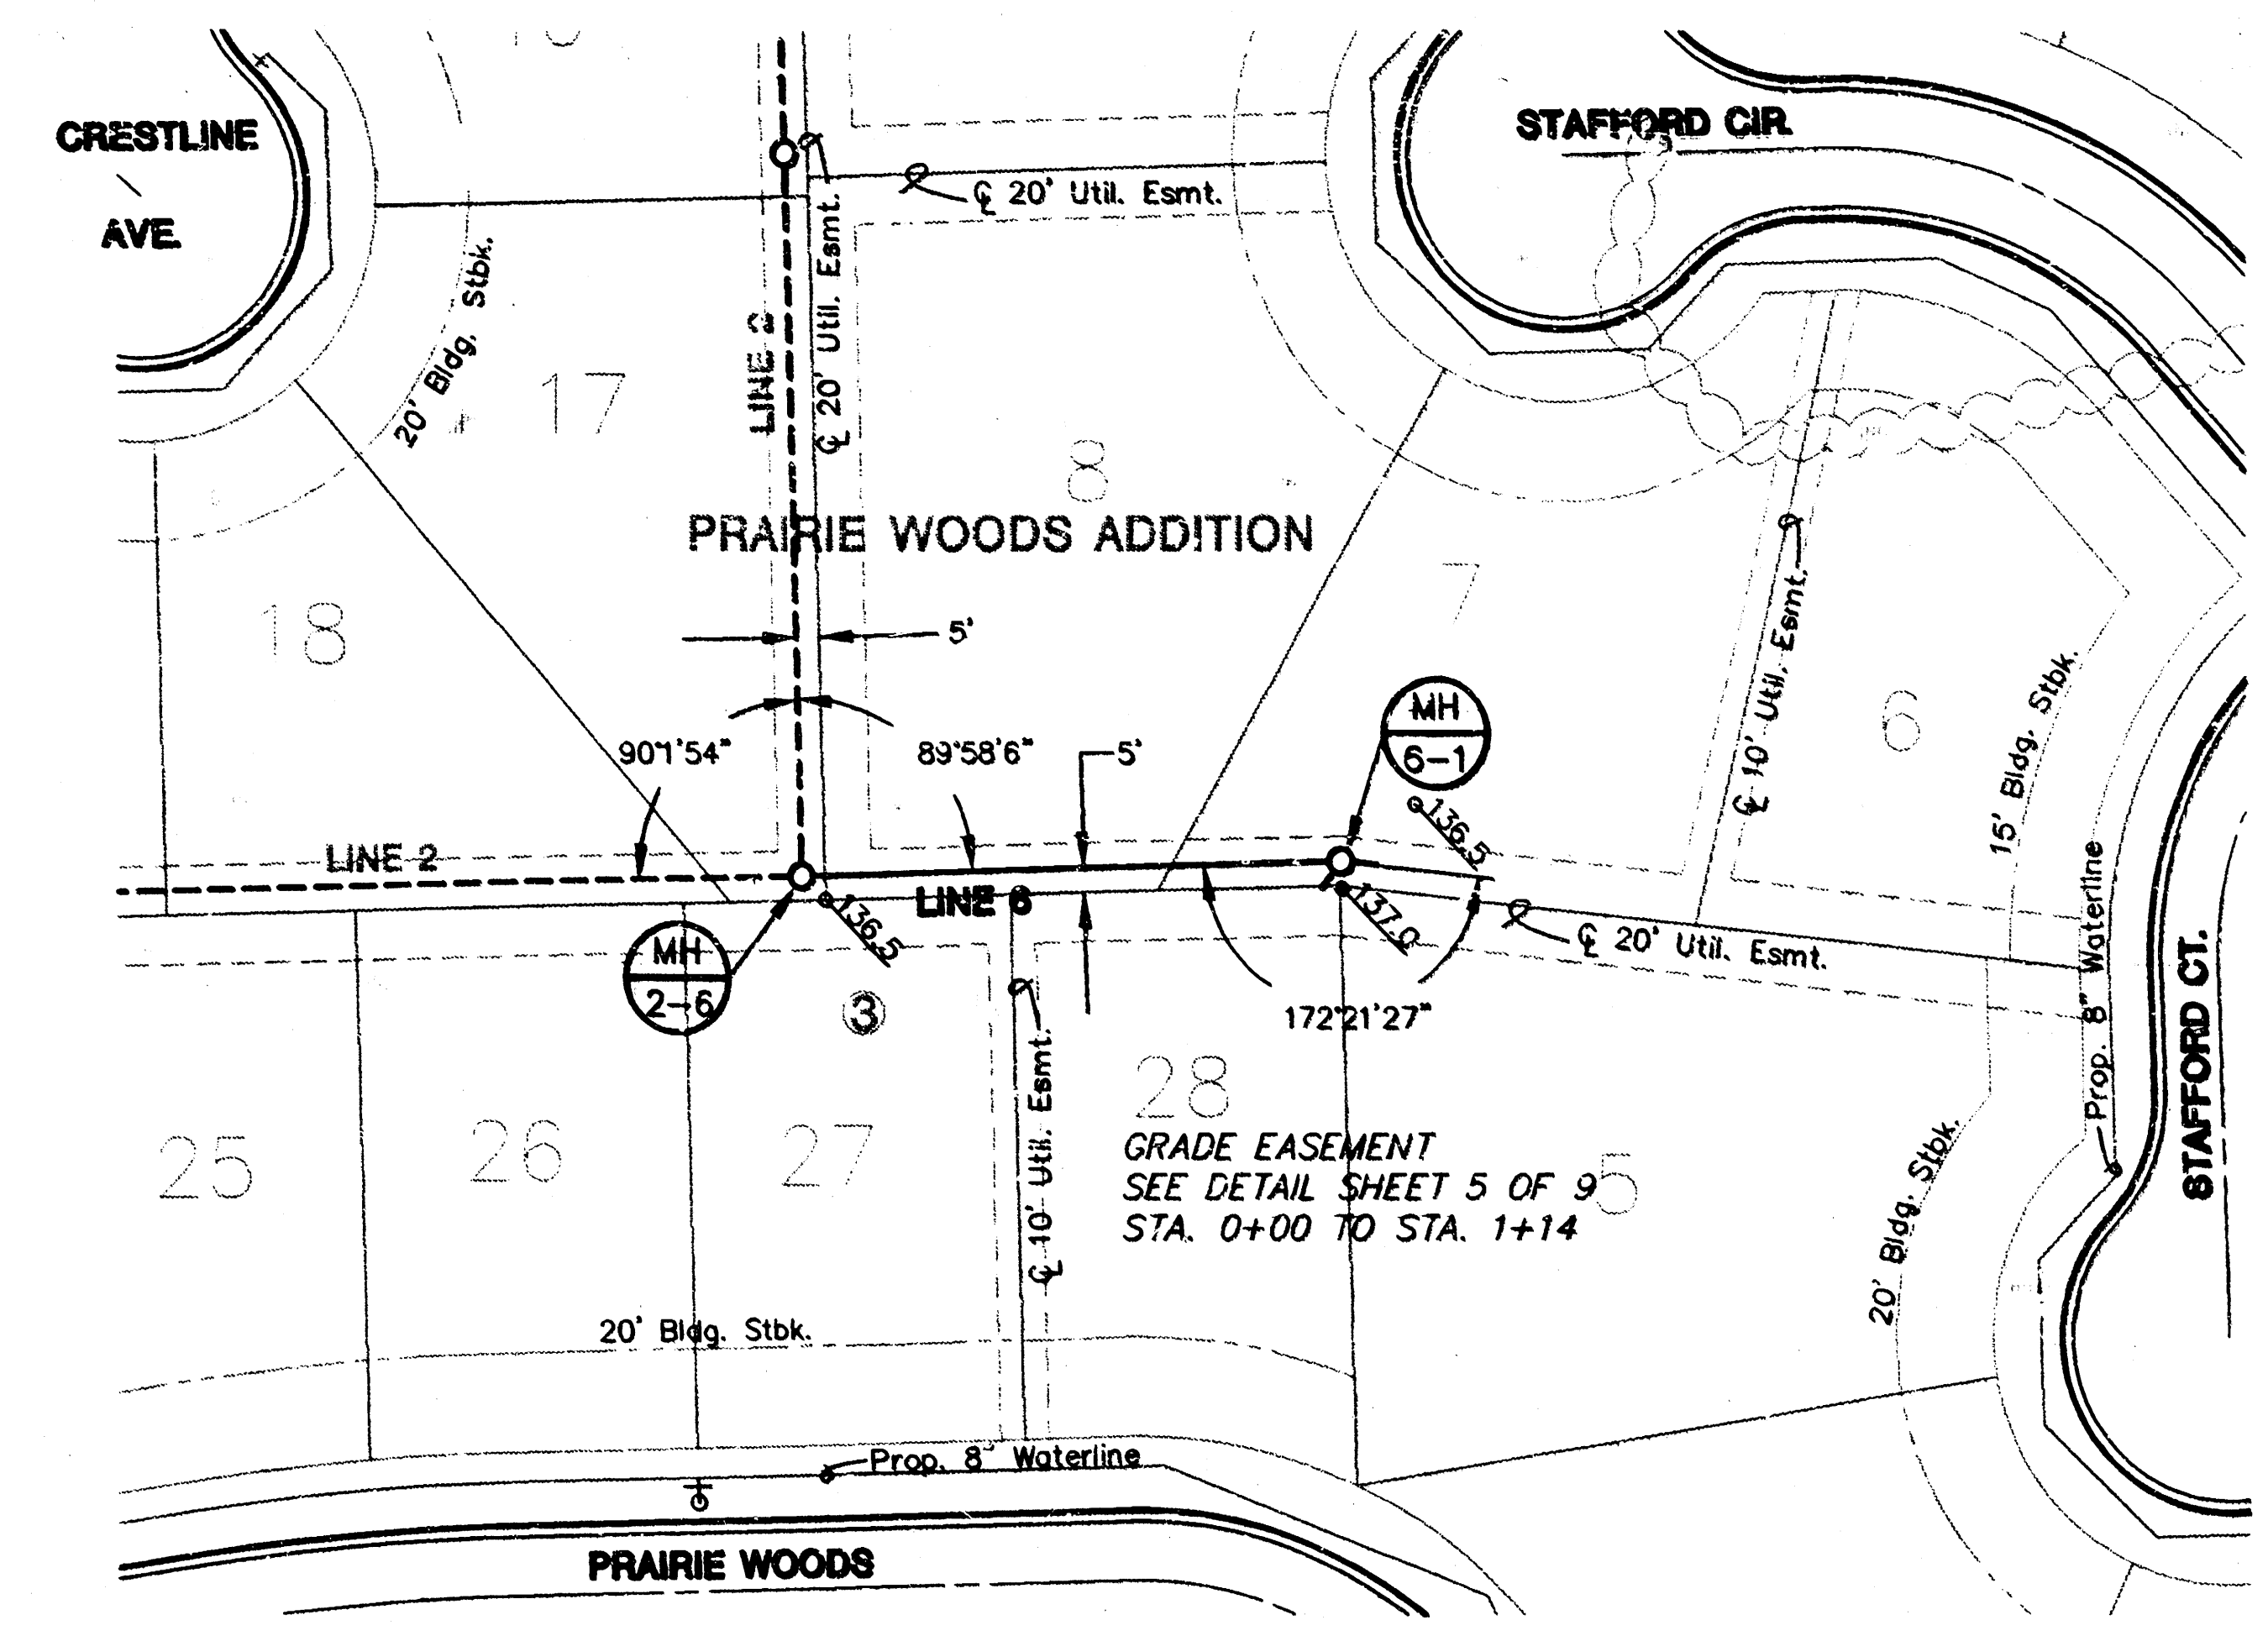 CRESTLINE
AVE.
STAFFORD CIR.
℄ 20' Util. Esmt.
20' Bldg. Stbk.
LINE 2
℄ 20' Util. Esmt.
17
8
PRAIRIE WOODS ADDITION
18
7
6
5'
℄ 10' Util. Esmt.
15' Bldg. Stbk.
90°1'54"
89°58'6"
5'
MH
6-1
136.5
LINE 2
LINE 6
MH
2-6
136.5
137.0
℄ 20' Util. Esmt.
Prop. 8" Waterline
STAFFORD CT.
3
172°21'27"
℄ 10' Util. Esmt.
25
26
27
28
5
GRADE EASEMENT
SEE DETAIL SHEET 5 OF 9
STA. 0+00 TO STA. 1+14
20' Bldg. Stbk.
20' Bldg. Stbk.
Prop. 8" Waterline
PRAIRIE WOODS